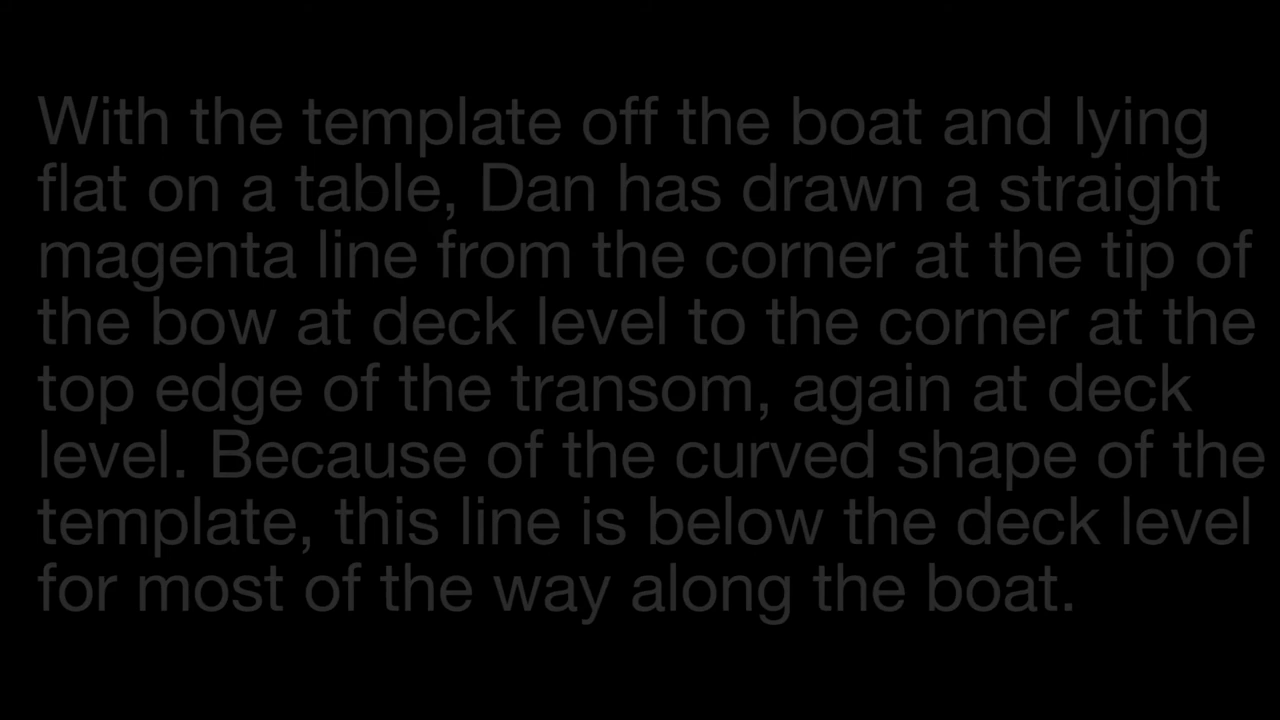 With the template off the boat and lying
flat on a table, Dan has drawn a straight
magenta line from the corner at the tip of
the bow at deck level to the corner at the
top edge of the transom, again at deck
level. Because of the curved shape of the
template, this line is below the deck level
for most of the way along the boat.